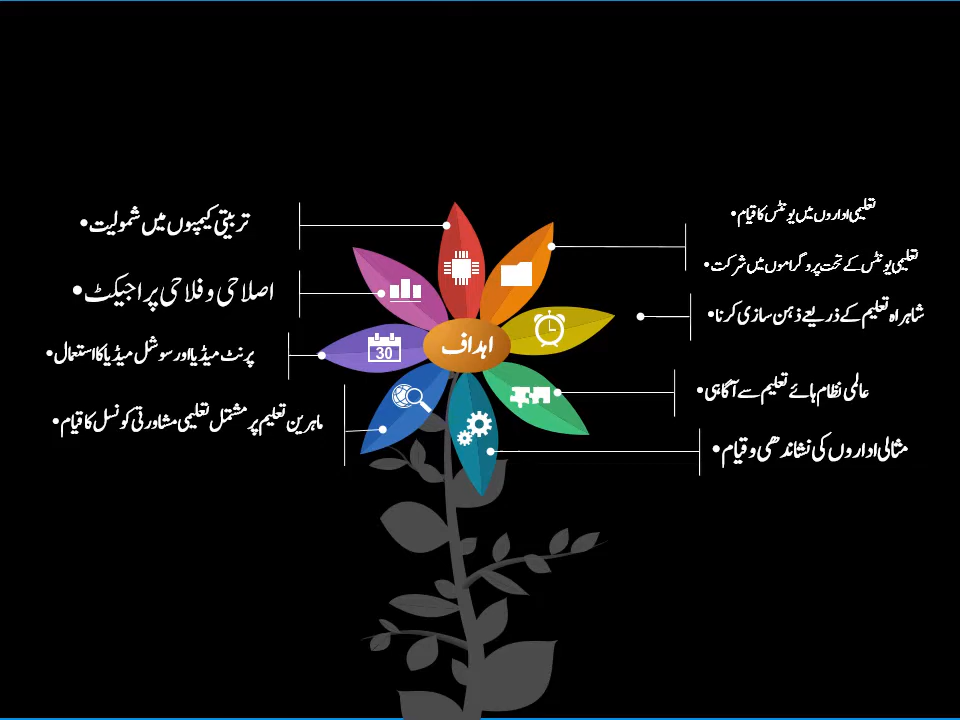 اہداف
تعلیمی اداروں میں یونٹس کا قیام•
تعلیمی یونٹس کے تحت پروگراموں میں شرکت•
شاہراہ تعلیم کے ذریعے ذہن سازی کرنا•
عالمی نظام ہائے تعلیم سے آگاہی•
مثالی اداروں کی نشاندھی و قیام•
تربیتی کیمپوں میں شمولیت•
اصلاحی و فلاحی پراجیکٹ•
پرنٹ میڈیا اور سوشل میڈیا کا استعمال•
ماہرین تعلیم پر مشتمل تعلیمی مشاورتی کونسل کا قیام•
30